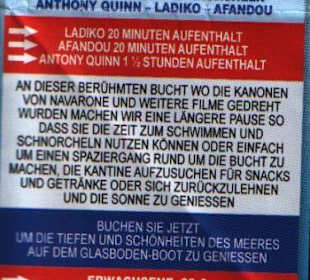 ANTHONY QUINN – LADIKO – AFANDOU
LADIKO 20 MINUTEN AUFENTHALT
AFANDOU 20 MINUTEN AUFENTHALT
ANTONY QUINN 1 ½ STUNDEN AUFENTHALT
AN DIESER BERÜHMTEN BUCHT WO DIE KANONEN
VON NAVARONE UND WEITERE FILME GEDREHT
WURDEN MACHEN WIR EINE LÄNGERE PAUSE SO
DASS SIE DIE ZEIT ZUM SCHWIMMEN UND
SCHNORCHELN NUTZEN KÖNNEN ODER EINFACH
UM EINEN SPAZIERGANG RUND UM DIE BUCHT ZU
MACHEN, DIE KANTINE AUFZUSUCHEN FÜR SNACKS
UND GETRÄNKE ODER SICH ZURÜCKZULEHNEN
UND DIE SONNE ZU GENIESSEN
BUCHEN SIE JETZT
UM DIE TIEFEN UND SCHÖNHEITEN DES MEERES
AUF DEM GLASBODEN-BOOT ZU GENIESSEN